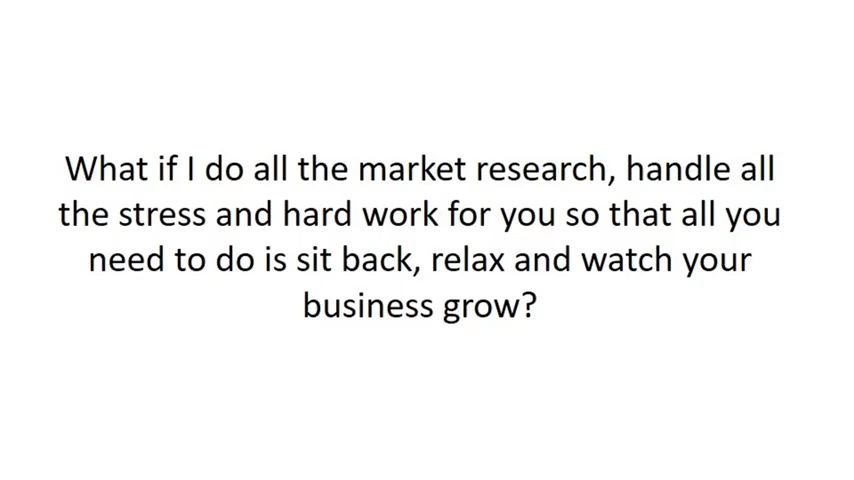 What if I do all the market research, handle all
the stress and hard work for you so that all you
need to do is sit back, relax and watch your
business grow?